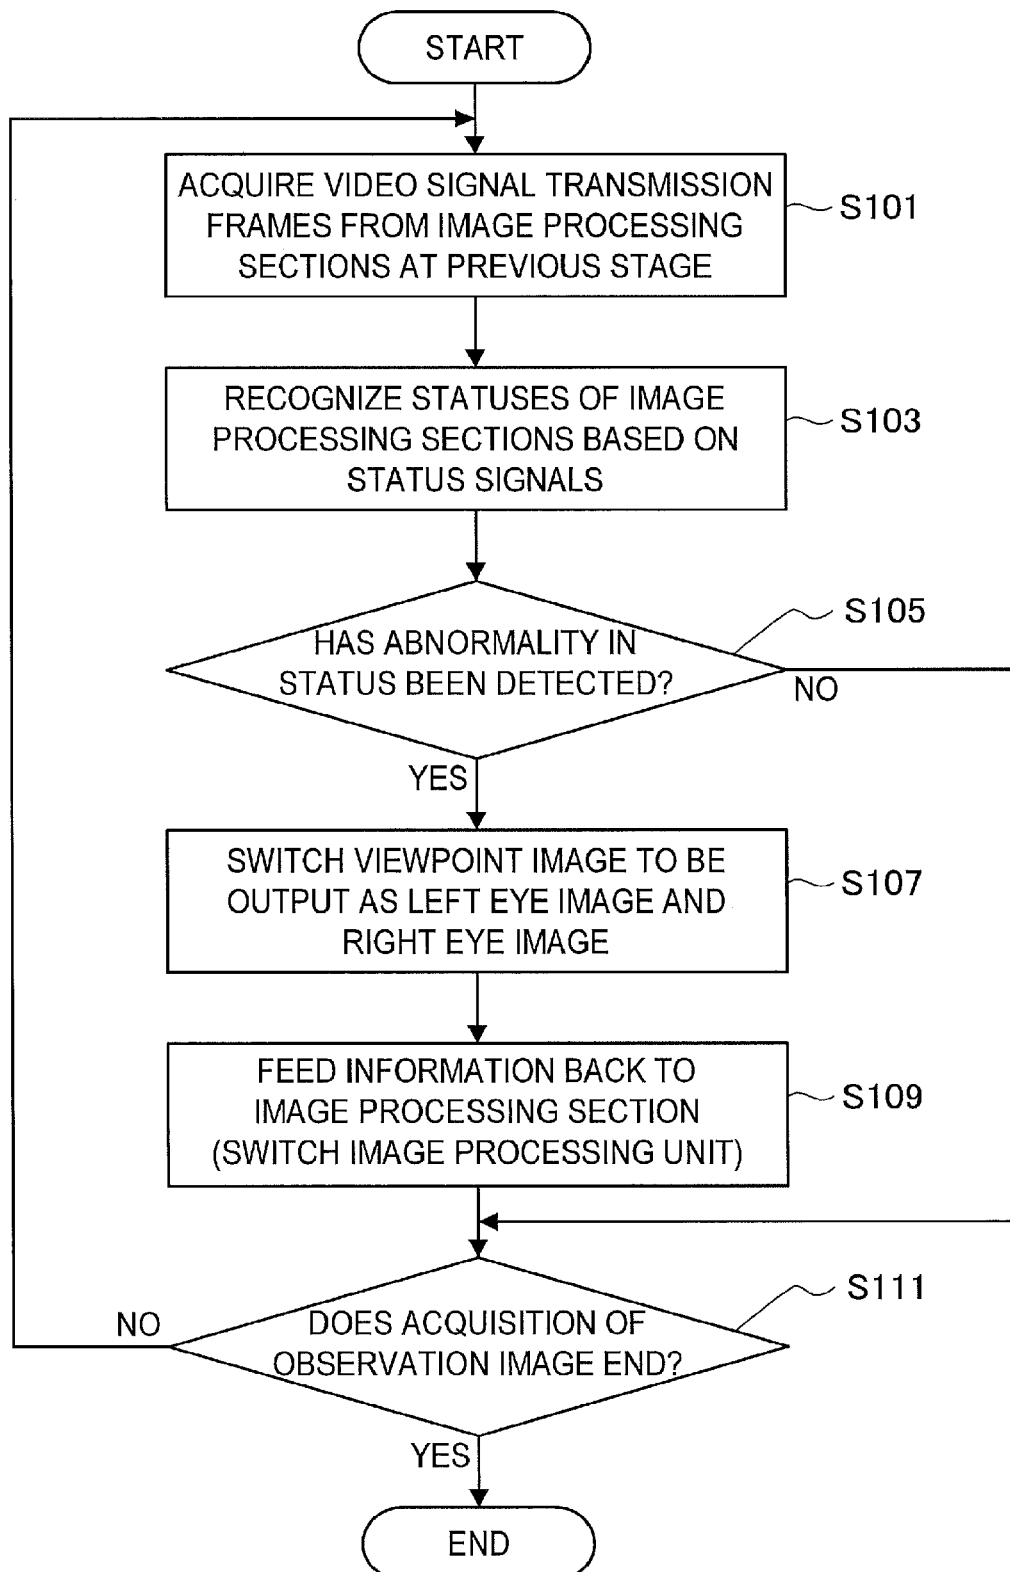 START
ACQUIRE VIDEO SIGNAL TRANSMISSION
FRAMES FROM IMAGE PROCESSING
SECTIONS AT PREVIOUS STAGE
S101
RECOGNIZE STATUSES OF IMAGE
PROCESSING SECTIONS BASED ON
STATUS SIGNALS
S103
HAS ABNORMALITY IN
STATUS BEEN DETECTED?
S105
NO
YES
SWITCH VIEWPOINT IMAGE TO BE
OUTPUT AS LEFT EYE IMAGE AND
RIGHT EYE IMAGE
S107
FEED INFORMATION BACK TO
IMAGE PROCESSING SECTION
(SWITCH IMAGE PROCESSING UNIT)
S109
DOES ACQUISITION OF
OBSERVATION IMAGE END?
S111
NO
YES
END